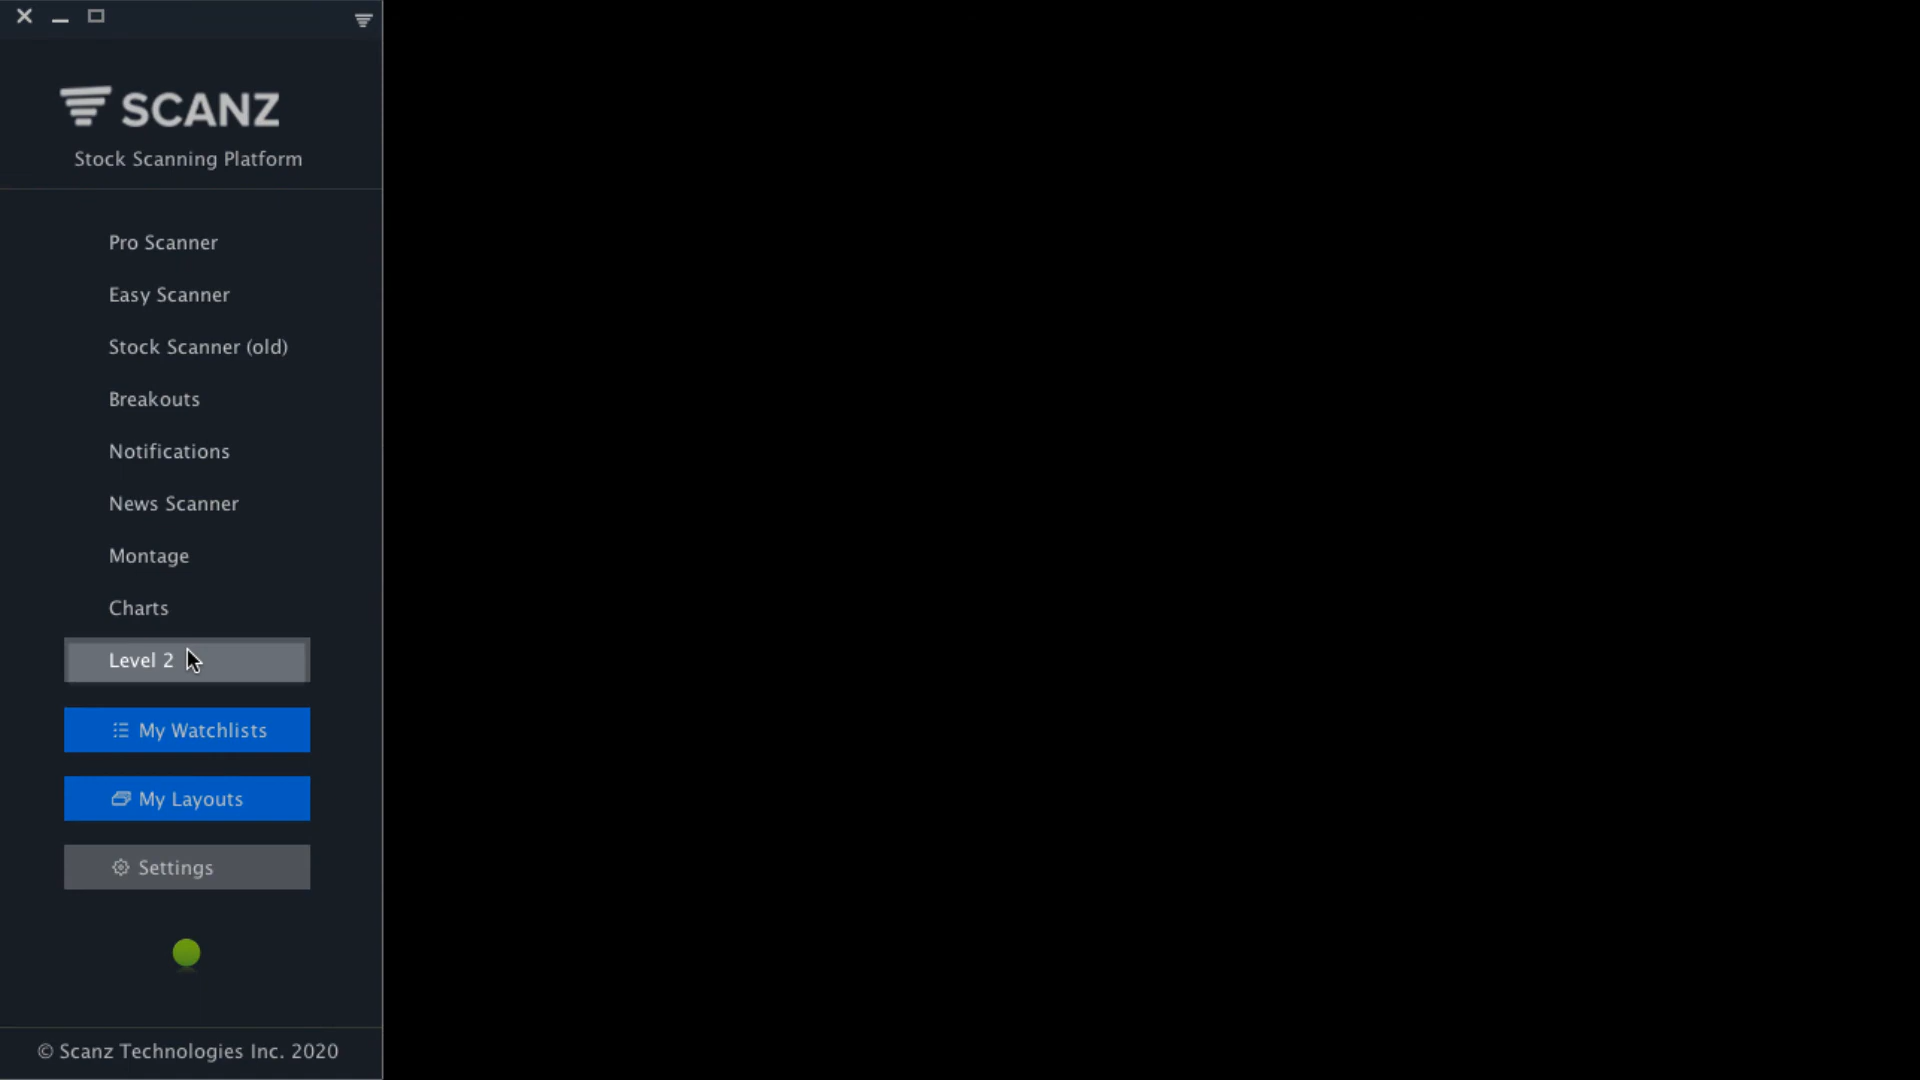 SCANZ
Stock Scanning Platform
Pro Scanner
Easy Scanner
Stock Scanner (old)
Breakouts
Notifications
News Scanner
Montage
Charts
Level 2
My Watchlists
My Layouts
Settings
© Scanz Technologies Inc. 2020